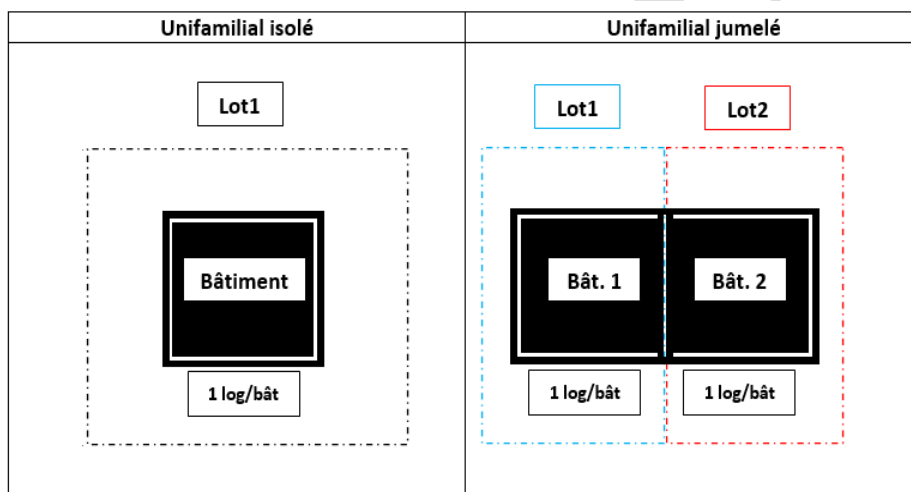 Unifamilial isolé
Unifamilial jumelé
Lot1
Bâtiment
1 log/bât
Lot1
Lot2
Bât. 1
Bât. 2
1 log/bât
1 log/bât